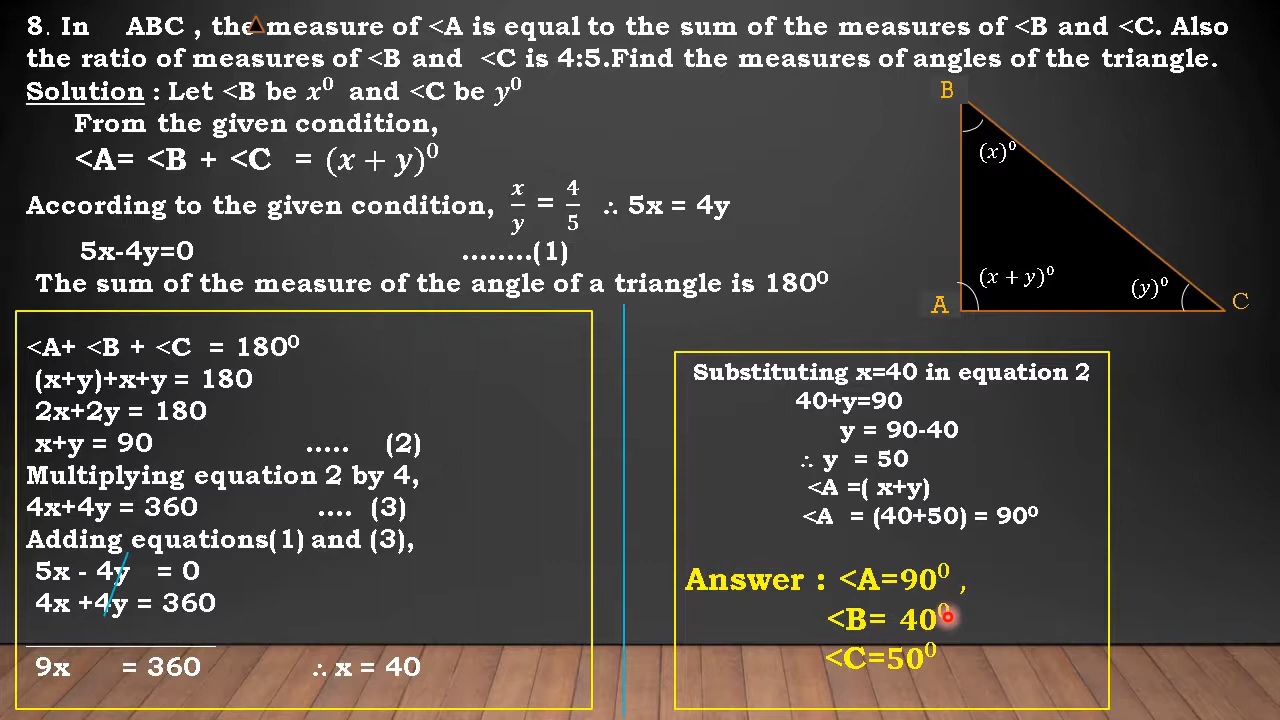 8. In △ ABC , the measure of <A is equal to the sum of the measures of <B and <C. Also
the ratio of measures of <B and <C is 4:5.Find the measures of angles of the triangle.
Solution : Let <B be x⁰ and <C be y⁰
From the given condition,
<A= <B + <C = (x + y)⁰
According to the given condition, x/y = 4/5 ∴ 5x = 4y
5x-4y=0 ........(1)
The sum of the measure of the angle of a triangle is 180⁰
B
(x)⁰
(x + y)⁰
(y)⁰
A
C
<A+ <B + <C = 180⁰
(x+y)+x+y = 180
2x+2y = 180
x+y = 90 ..... (2)
Multiplying equation 2 by 4,
4x+4y = 360 .... (3)
Adding equations(1) and (3),
5x - 4y = 0
4x +4y = 360
9x = 360 ∴ x = 40
Substituting x=40 in equation 2
40+y=90
y = 90-40
∴ y = 50
<A =( x+y)
<A = (40+50) = 90⁰
Answer : <A=90⁰ ,
<B= 40⁰
<C=50⁰